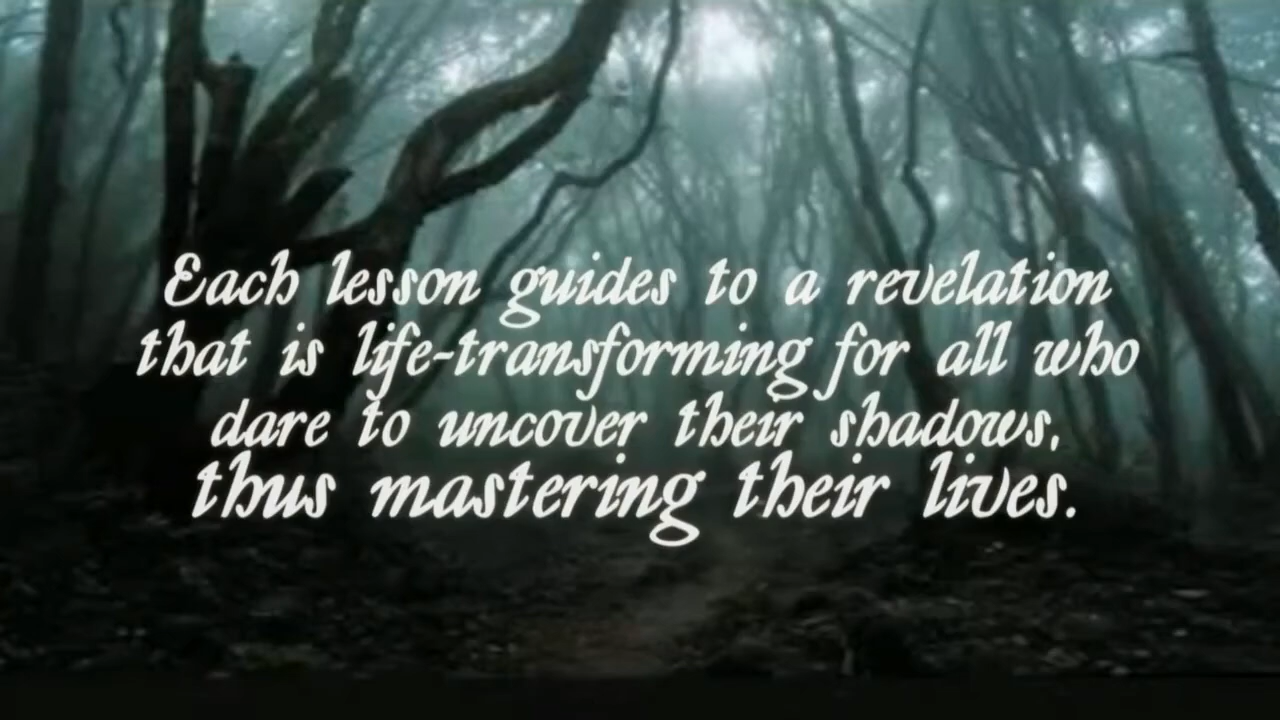 Each lesson guides to a revelation
that is life-transforming for all who
dare to uncover their shadows,
thus mastering their lives.